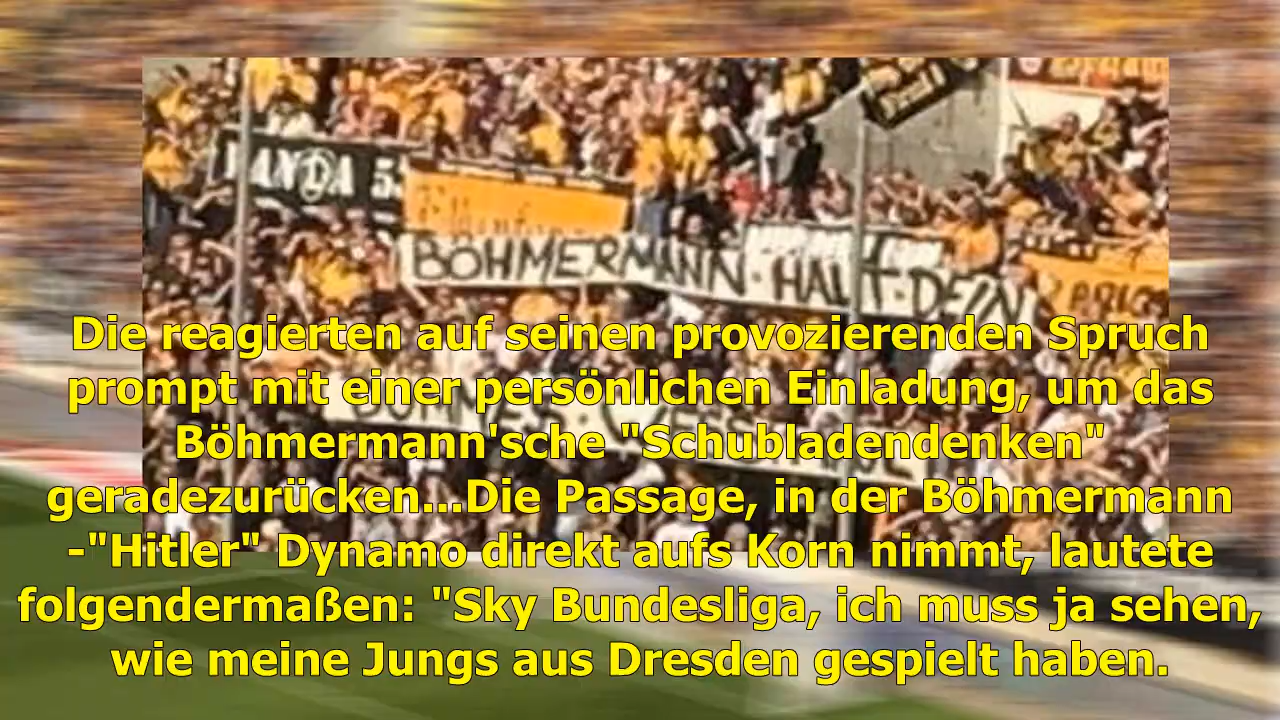 WANDA 53
BÖHMERMANN · HALT · DEIN
Die reagierten auf seinen provozierenden Spruch
prompt mit einer persönlichen Einladung, um das
Böhmermann'sche "Schubladendenken"
geradezurücken...Die Passage, in der Böhmermann
-"Hitler" Dynamo direkt aufs Korn nimmt, lautete
folgendermaßen: "Sky Bundesliga, ich muss ja sehen,
wie meine Jungs aus Dresden gespielt haben.